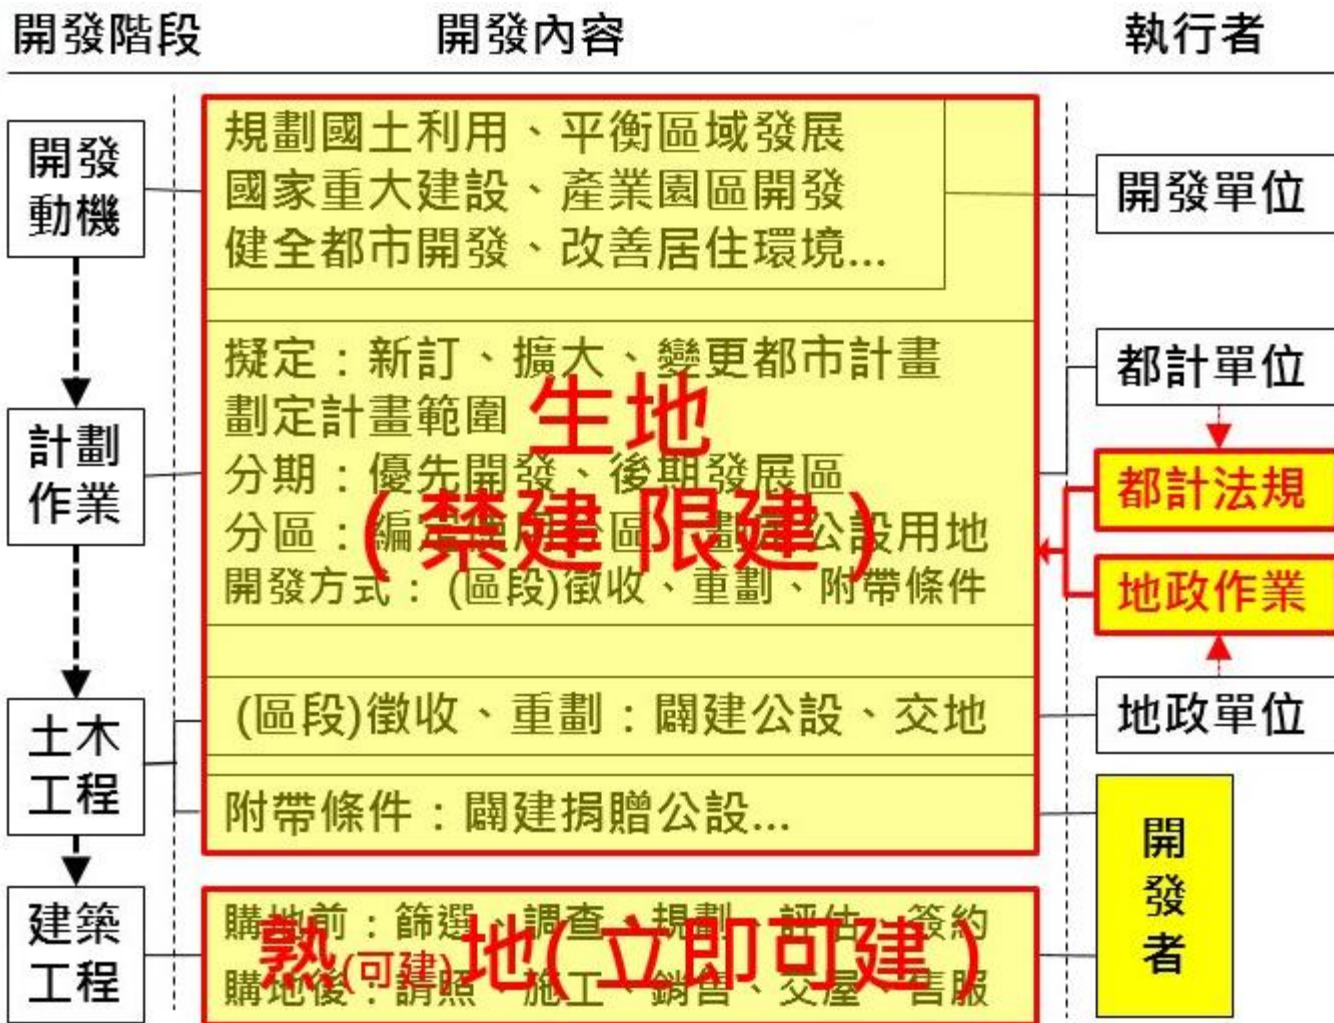 開發階段
開發內容
執行者
開發
動機
規劃國土利用、平衡區域發展
國家重大建設、產業園區開發
健全都市開發、改善居住環境...
開發單位
計劃
作業
擬定：新訂、擴大、變更都市計畫
劃定計畫範圍
分期：優先開發、後期發展區
分區：編定使用分區、劃定公設用地
開發方式： (區段)徵收、重劃、附帶條件
生地
( 禁建 限建 )
都計單位
都計法規
地政作業
地政單位
土木
工程
(區段)徵收、重劃：闢建公設、交地
附帶條件：闢建捐贈公設...
開
發
者
建築
工程
購地前：篩選、調查、規劃、評估、簽約
購地後：請照、施工、銷售、交屋、售服
熟(可建)地(立即可建 )